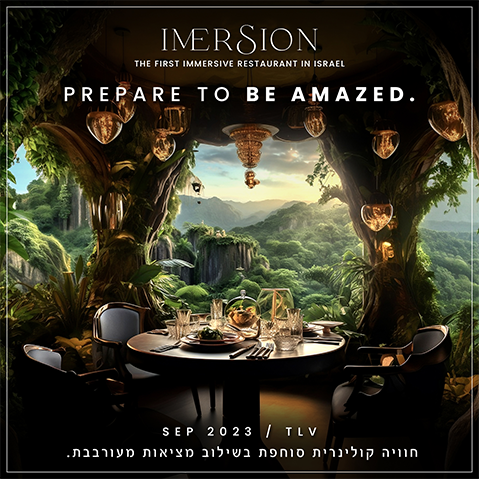 IMERSION
THE FIRST IMMERSIVE RESTAURANT IN ISRAEL
PREPARE TO BE AMAZED.
SEP 2023 / TLV
חוויה קולינרית סוחפת בשילוב מציאות מעורבבת.